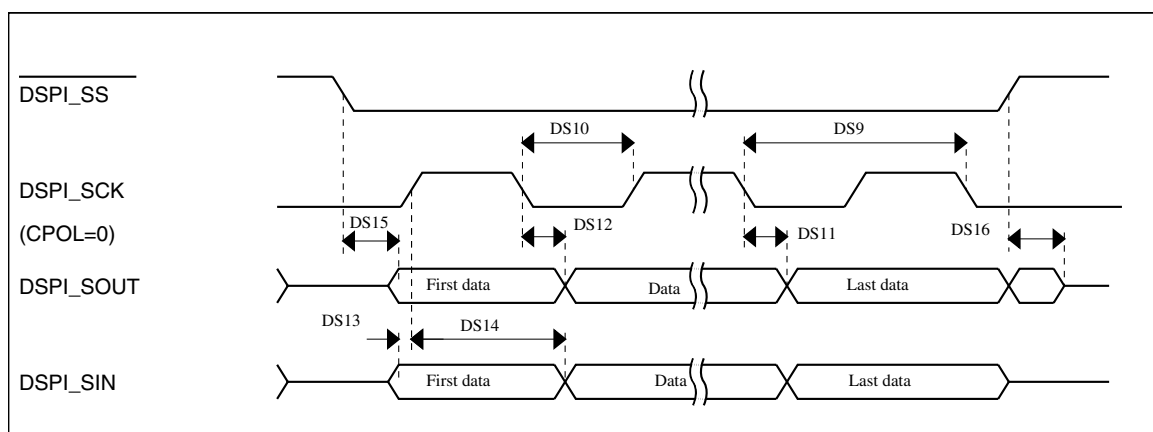 DSPI_SS
DS10
DS9
DSPI_SCK
DS15
DS12
DS11
DS16
(CPOL=0)
DSPI_SOUT
First data
Data
Last data
DS13
DS14
DSPI_SIN
First data
Data
Last data